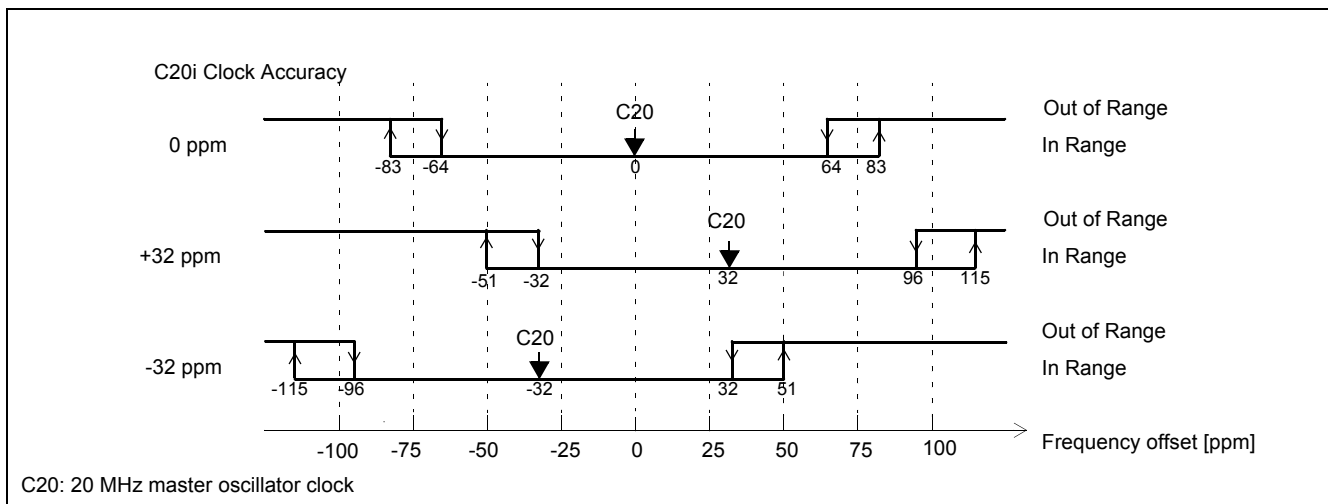 C20i Clock Accuracy
C20
Out of Range
0 ppm
In Range
-83 -64 0 64 83
C20
Out of Range
+32 ppm
In Range
-51 -32 32 96 115
C20
Out of Range
-32 ppm
In Range
-115 -96 -32 32 51
-100 -75 -50 -25 0 25 50 75 100
Frequency offset [ppm]
C20: 20 MHz master oscillator clock